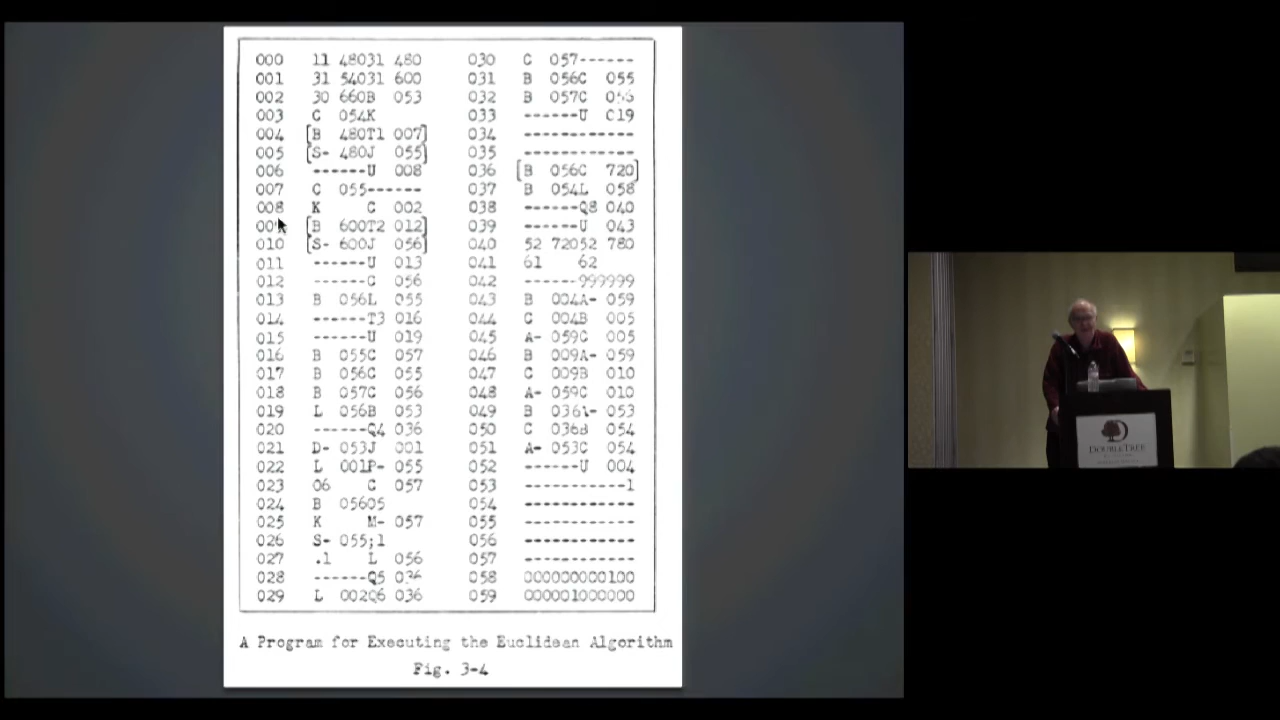 000 11 48031 480
001 31 54031 600
002 30 660B 053
003 C 054K
004 [B 480T1 007]
005 [S- 480J 055]
006 ------U 008
007 C 055------
008 K C 002
[B 600T2 012]
010 [S- 600J 056]
011 ------U 013
012 ------C 056
013 B 056L 055
014 ------T3 016
015 ------U 019
016 B 055C 057
017 B 056C 055
018 B 057C 056
019 L 056B 053
020 ------Q4 036
021 D- 053J 001
022 L 001P- 055
023 06 C 057
024 B 05605
025 K M- 057
026 S- 055;1
027 .1 L 056
028 ------Q5 036
029 L 002Q6 036
030 C 057------
031 B 056C 055
032 B 057C 056
033 ------U 019
034 ------------
035 ------------
036 [B 056C 720]
037 B 054L 058
038 ------Q8 040
039 ------U 043
040 52 72052 780
041 61 62
042 ------999999
043 B 004A- 059
044 C 004B 005
045 A- 059C 005
046 B 009A- 059
047 C 009B 010
048 A- 059C 010
049 B 036A- 053
050 C 036B 054
051 A- 053C 054
052 ------U 004
053 -----------1
054 ------------
055 ------------
056 ------------
057 ------------
058 000000000100
059 000001000000
A Program for Executing the Euclidean Algorithm
Fig. 3-4
DOUBLETREE